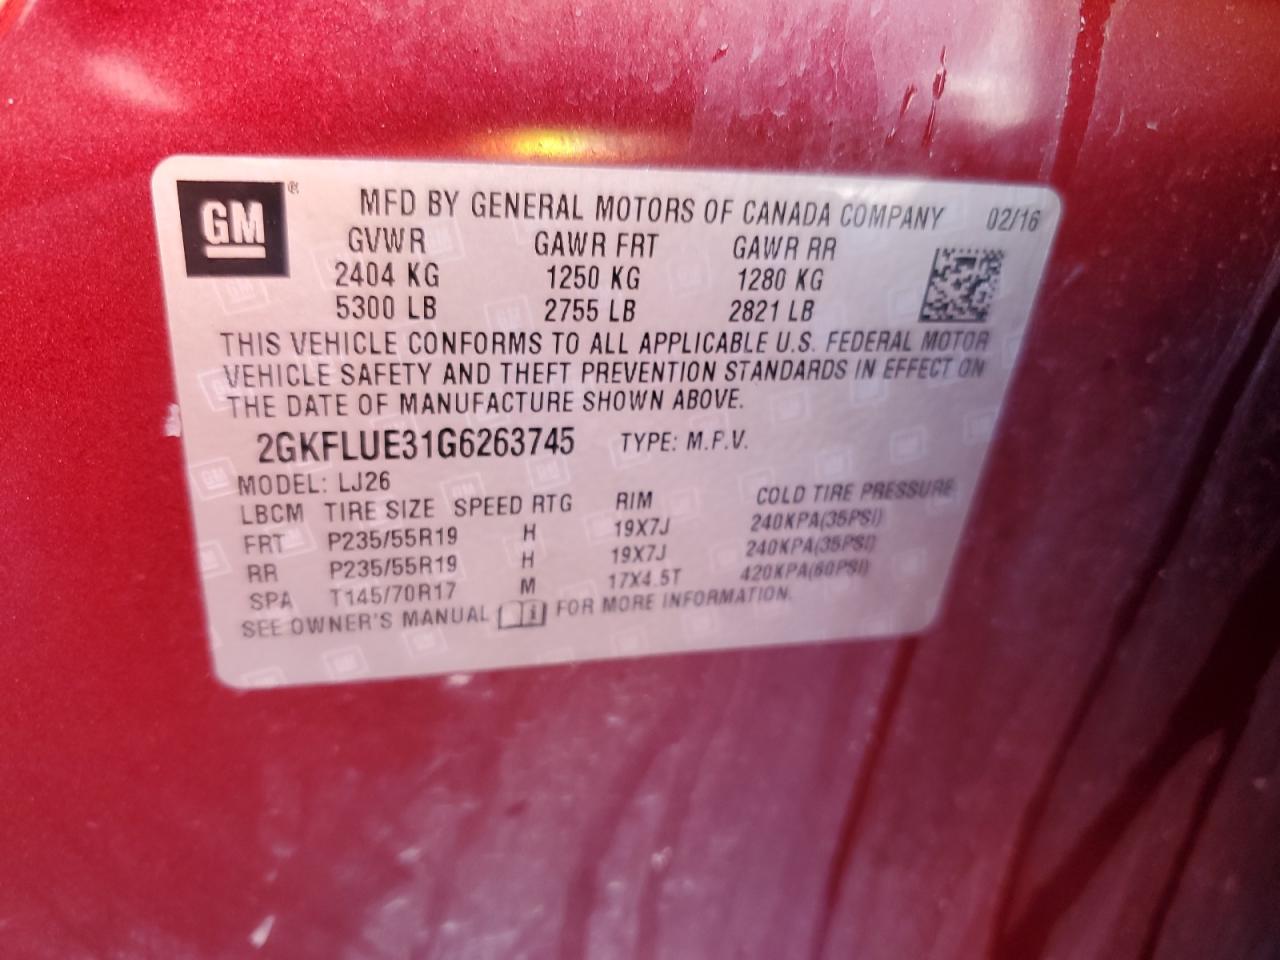 GM ® MFD BY GENERAL MOTORS OF CANADA COMPANY 02/16
GVWR GAWR FRT GAWR RR
2404 KG 1250 KG 1280 KG
5300 LB 2755 LB 2821 LB
THIS VEHICLE CONFORMS TO ALL APPLICABLE U.S. FEDERAL MOTOR
VEHICLE SAFETY AND THEFT PREVENTION STANDARDS IN EFFECT ON
THE DATE OF MANUFACTURE SHOWN ABOVE.
2GKFLUE31G6263745 TYPE: M.P.V.
MODEL: LJ26
LBCM TIRE SIZE SPEED RTG RIM COLD TIRE PRESSURE
FRT P235/55R19 H 19X7J 240KPA(35PSI)
RR P235/55R19 H 19X7J 240KPA(35PSI)
SPA T145/70R17 M 17X4.5T 420KPA(60PSI)
SEE OWNER'S MANUAL i FOR MORE INFORMATION.